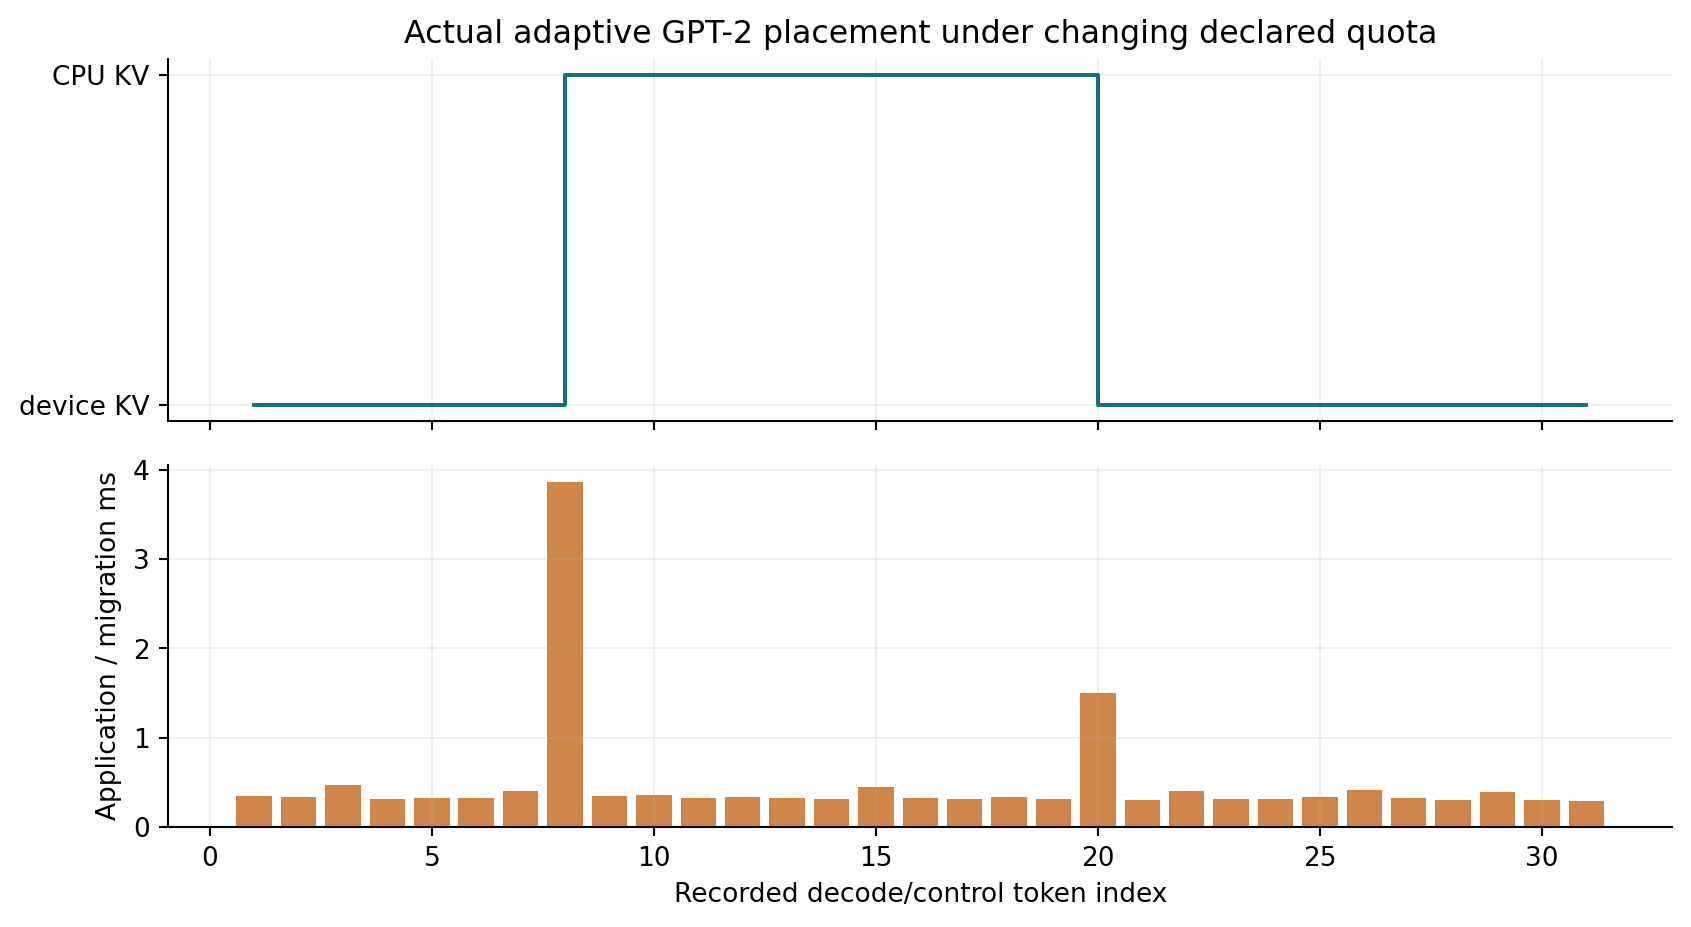 Actual adaptive GPT-2 placement under changing declared quota
CPU KV
device KV
Application / migration ms
4
3
2
1
0
0 5 10 15 20 25 30
Recorded decode/control token index